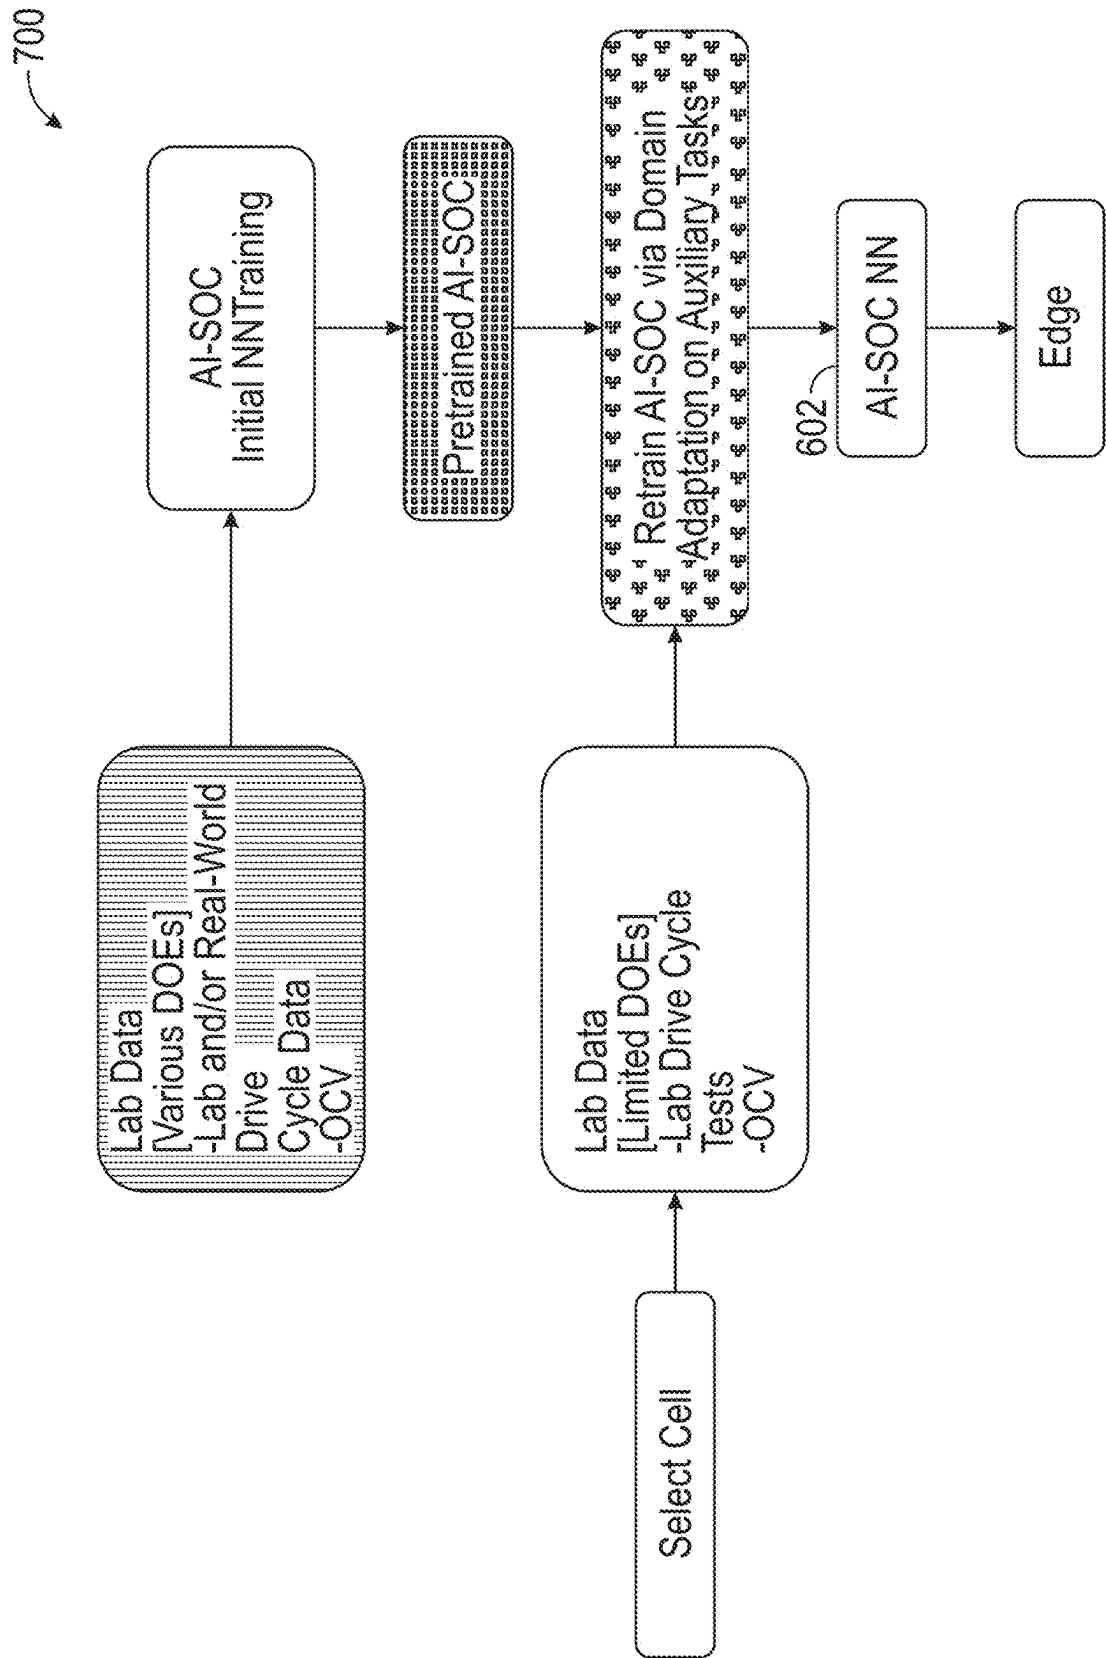 700
Lab Data
[Various DOEs]
-Lab and/or Real-World
Drive
Cycle Data
-OCV
AI-SOC
Initial NNTraining
Pretrained AI-SOC
Select Cell
Lab Data
[Limited DOEs]
-Lab Drive Cycle
Tests
-OCV
Retrain AI-SOC via Domain
Adaptation on Auxiliary Tasks
602
AI-SOC NN
Edge